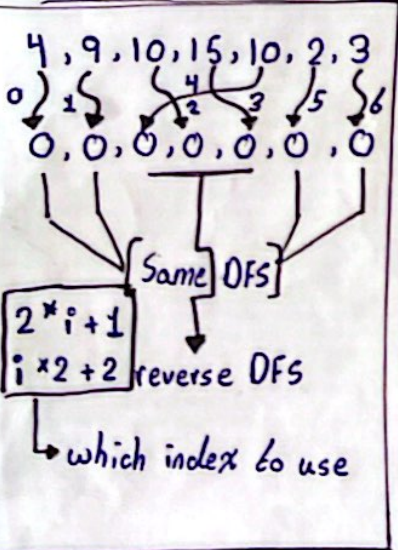 4, 9, 10, 15, 10, 2, 3
0 1 4 2 3 5 6
0, 0, 0, 0, 0, 0, 0
[Same DFS]
2*i+1
i*2+2
reverse DFS
which index to use